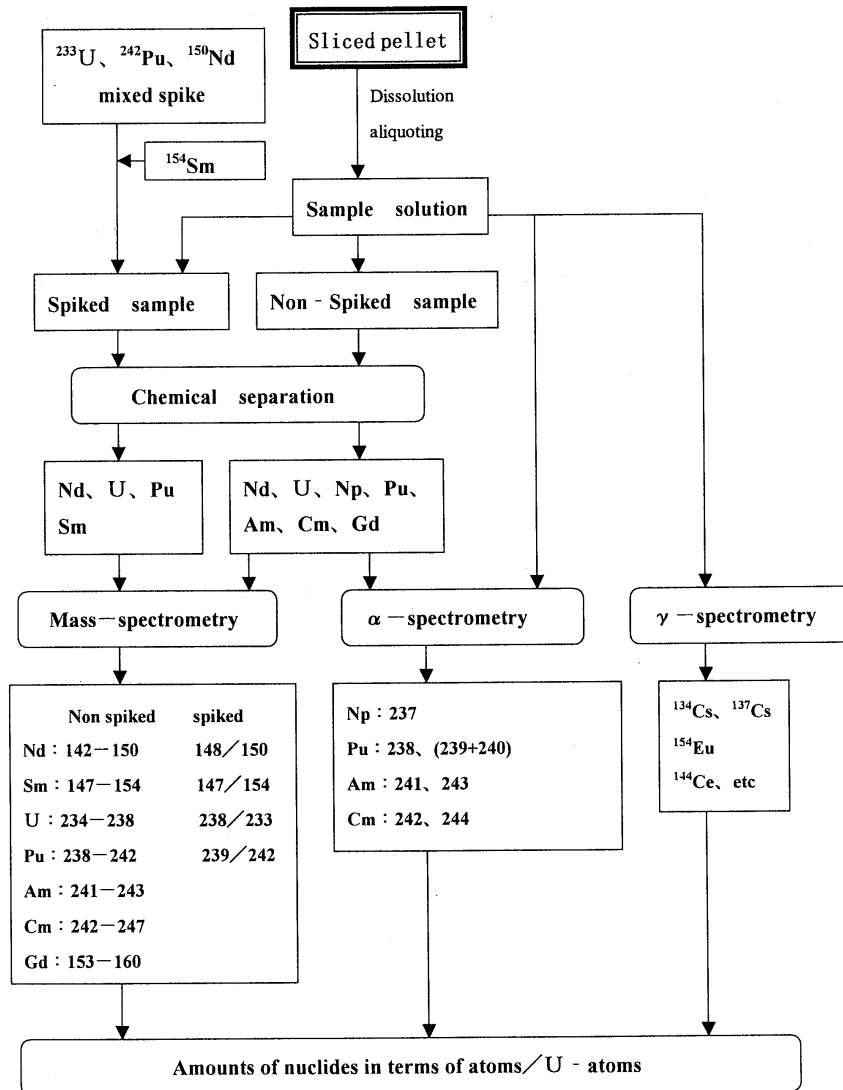 Sliced pellet
²³³U、²⁴²Pu、¹⁵⁰Nd
mixed spike
Dissolution
aliquoting
¹⁵⁴Sm
Sample solution
Spiked sample
Non‐Spiked sample
Chemical separation
Nd、U、Pu
Sm
Nd、U、Np、Pu、
Am、Cm、Gd
Mass－spectrometry
α－spectrometry
γ－spectrometry
Non spiked spiked
Nd：142－150 148／150
Sm：147－154 147／154
U：234－238 238／233
Pu：238－242 239／242
Am：241－243
Cm：242－247
Gd：153－160
Np：237
Pu：238、(239+240)
Am：241、243
Cm：242、244
¹³⁴Cs、¹³⁷Cs
¹⁵⁴Eu
¹⁴⁴Ce、etc
Amounts of nuclides in terms of atoms／U‐atoms